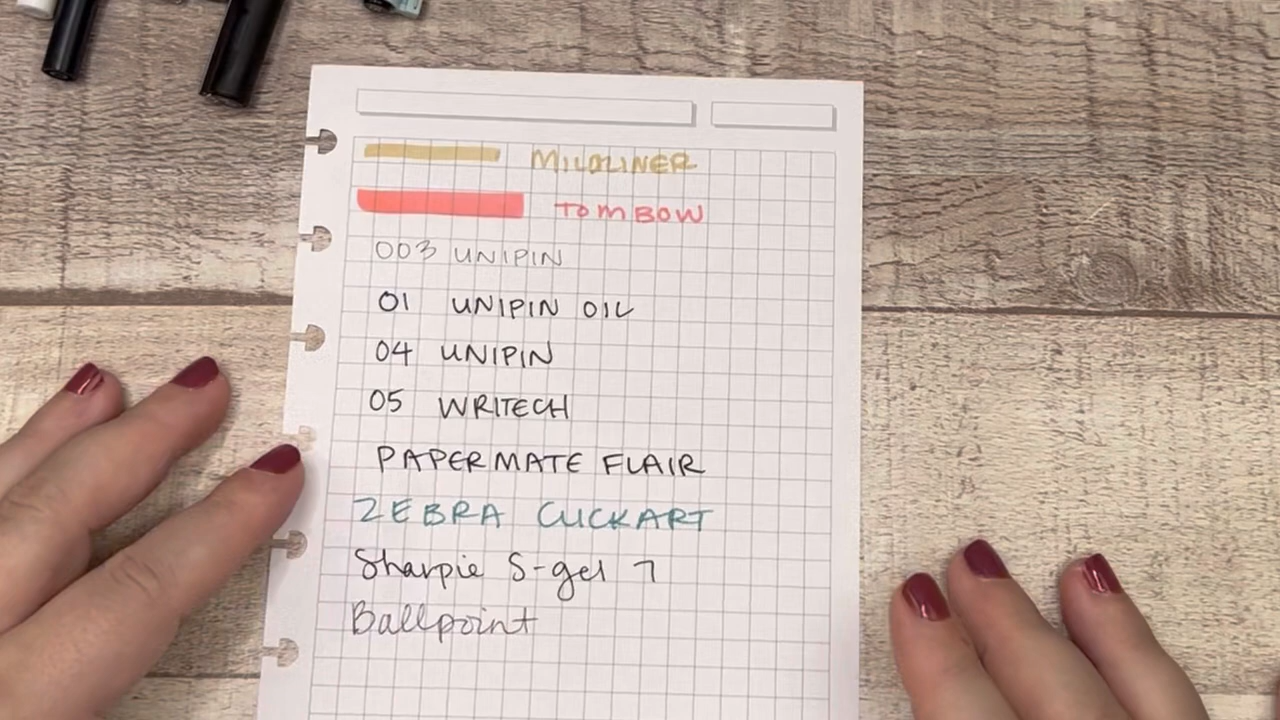 MILDLINER
TOMBOW
003 UNIPIN
01 UNIPIN OIL
04 UNIPIN
05 WRITECH
PAPERMATE FLAIR
ZEBRA CLICKART
Sharpie S-gel 7
Ballpoint